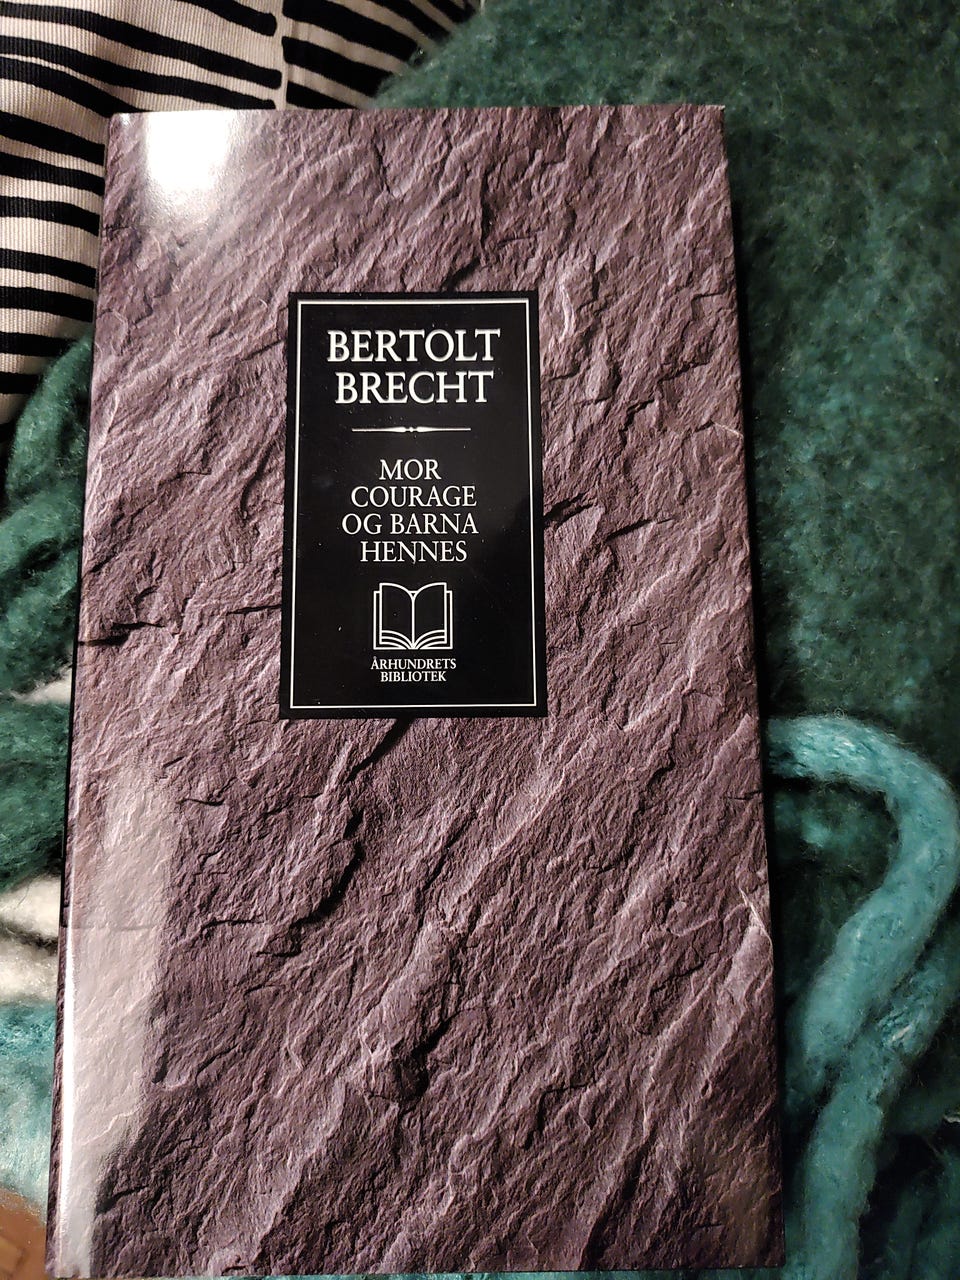 BERTOLT
BRECHT
MOR
COURAGE
OG BARNA
HENNES
ÅRHUNDRETS
BIBLIOTEK